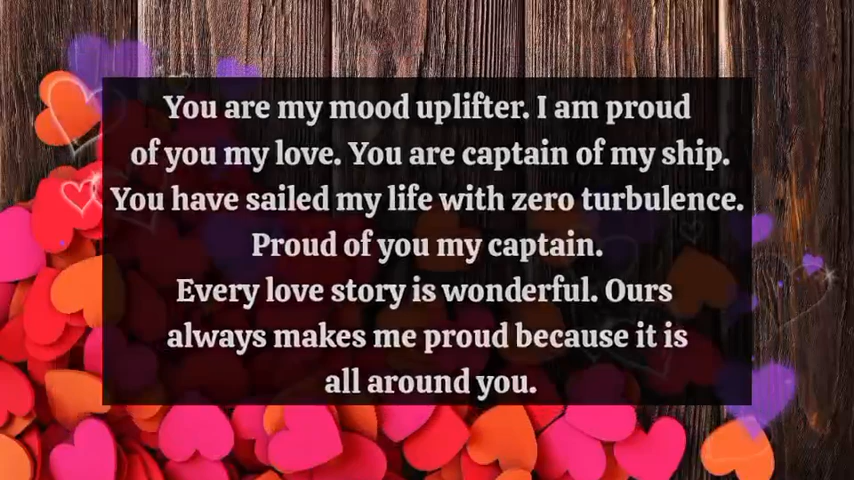 You are my mood uplifter. I am proud
of you my love. You are captain of my ship.
You have sailed my life with zero turbulence.
Proud of you my captain.
Every love story is wonderful. Ours
always makes me proud because it is
all around you.